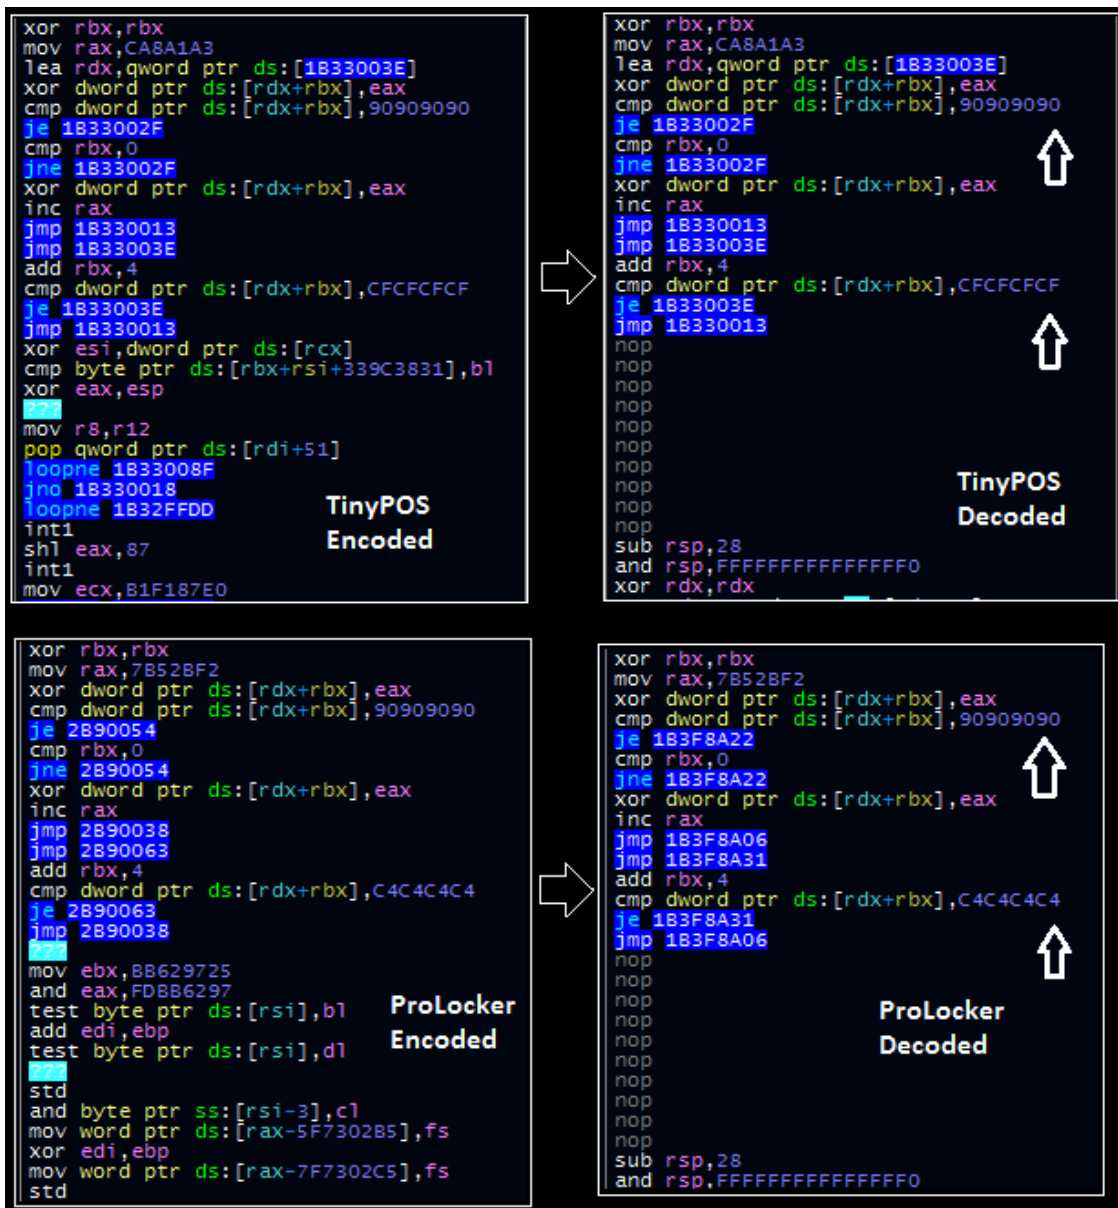 xor rbx,rbx
mov rax,CA8A1A3
lea rdx,qword ptr ds:[1B33003E]
xor dword ptr ds:[rdx+rbx],eax
cmp dword ptr ds:[rdx+rbx],90909090
je 1B33002F
cmp rbx,0
jne 1B33002F
xor dword ptr ds:[rdx+rbx],eax
inc rax
jmp 1B330013
jmp 1B33003E
add rbx,4
cmp dword ptr ds:[rdx+rbx],CFCFCFCF
je 1B33003E
jmp 1B330013
xor esi,dword ptr ds:[rcx]
cmp byte ptr ds:[rbx+rsi+339C3831],bl
xor eax,esp
???
mov r8,r12
pop qword ptr ds:[rdi+51]
loopne 1B33008F
jno 1B330018
loopne 1B32FFDD
int1
shl eax,87
int1
mov ecx,B1F187E0
TinyPOS
Encoded
xor rbx,rbx
mov rax,CA8A1A3
lea rdx,qword ptr ds:[1B33003E]
xor dword ptr ds:[rdx+rbx],eax
cmp dword ptr ds:[rdx+rbx],90909090
je 1B33002F
cmp rbx,0
jne 1B33002F
xor dword ptr ds:[rdx+rbx],eax
inc rax
jmp 1B330013
jmp 1B33003E
add rbx,4
cmp dword ptr ds:[rdx+rbx],CFCFCFCF
je 1B33003E
jmp 1B330013
nop
nop
nop
nop
nop
nop
nop
nop
nop
nop
sub rsp,28
and rsp,FFFFFFFFFFFFFFF0
xor rdx,rdx
TinyPOS
Decoded
xor rbx,rbx
mov rax,7B52BF2
xor dword ptr ds:[rdx+rbx],eax
cmp dword ptr ds:[rdx+rbx],90909090
je 2B90054
cmp rbx,0
jne 2B90054
xor dword ptr ds:[rdx+rbx],eax
inc rax
jmp 2B90038
jmp 2B90063
add rbx,4
cmp dword ptr ds:[rdx+rbx],C4C4C4C4
je 2B90063
jmp 2B90038
???
mov ebx,BB629725
and eax,FDBB6297
test byte ptr ds:[rsi],bl
add edi,ebp
test byte ptr ds:[rsi],dl
???
std
and byte ptr ss:[rsi-3],cl
mov word ptr ds:[rax-5F7302B5],fs
xor edi,ebp
mov word ptr ds:[rax-7F7302C5],fs
std
ProLocker
Encoded
xor rbx,rbx
mov rax,7B52BF2
xor dword ptr ds:[rdx+rbx],eax
cmp dword ptr ds:[rdx+rbx],90909090
je 1B3F8A22
cmp rbx,0
jne 1B3F8A22
xor dword ptr ds:[rdx+rbx],eax
inc rax
jmp 1B3F8A06
jmp 1B3F8A31
add rbx,4
cmp dword ptr ds:[rdx+rbx],C4C4C4C4
je 1B3F8A31
jmp 1B3F8A06
nop
nop
nop
nop
nop
nop
nop
nop
nop
nop
sub rsp,28
and rsp,FFFFFFFFFFFFFFF0
ProLocker
Decoded